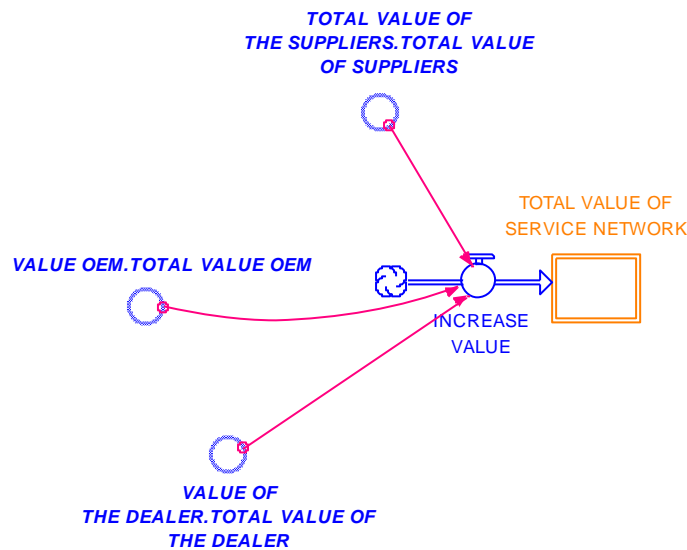 TOTAL VALUE OF
THE SUPPLIERS.TOTAL VALUE
OF SUPPLIERS
TOTAL VALUE OF
SERVICE NETWORK
VALUE OEM.TOTAL VALUE OEM
INCREASE
VALUE
VALUE OF
THE DEALER.TOTAL VALUE OF
THE DEALER